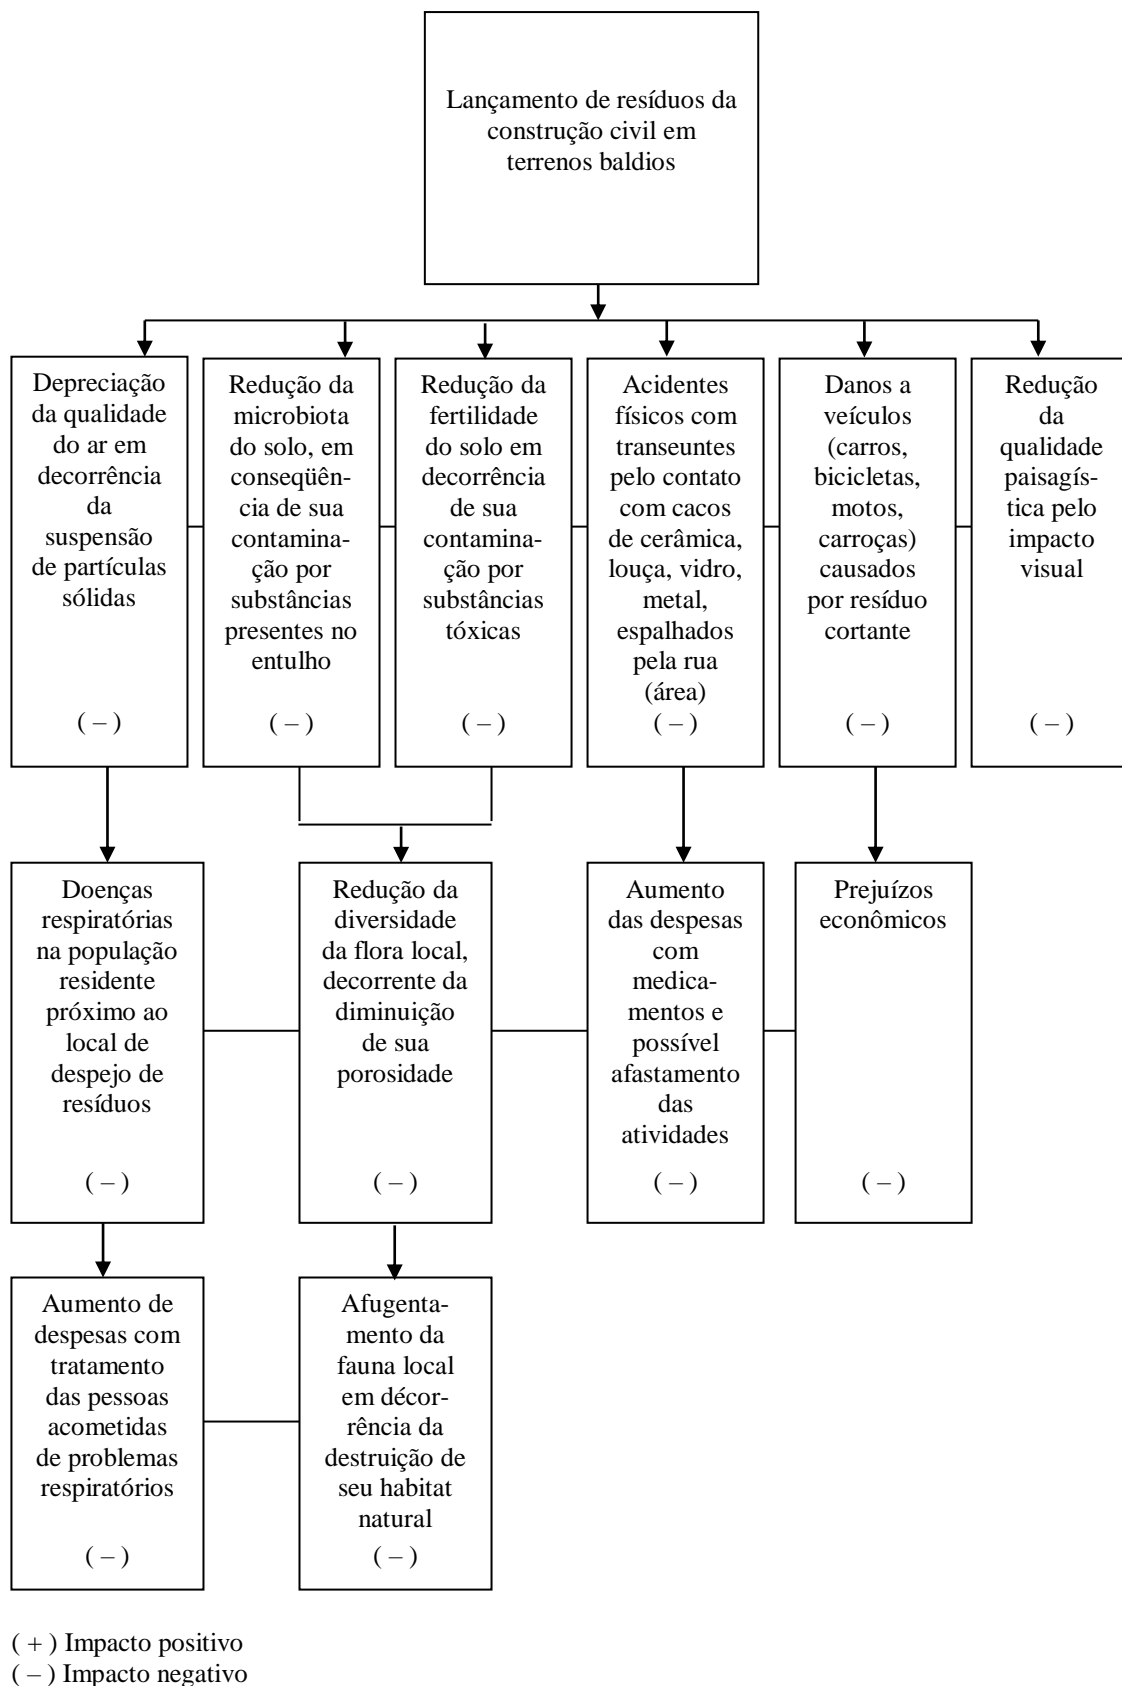 Lançamento de resíduos da
construção civil em
terrenos baldios
Depreciação
da qualidade
do ar em
decorrência
da
suspensão
de partículas
sólidas
( – )
Redução da
microbiota
do solo, em
conseqüên-
cia de sua
contamina-
ção por
substâncias
presentes no
entulho
( – )
Redução da
fertilidade
do solo em
decorrência
de sua
contamina-
ção por
substâncias
tóxicas
( – )
Acidentes
físicos com
transeuntes
pelo contato
com cacos
de cerâmica,
louça, vidro,
metal,
espalhados
pela rua
(área)
( – )
Danos a
veículos
(carros,
bicicletas,
motos,
carroças)
causados
por resíduo
cortante
( – )
Redução
da
qualidade
paisagís-
tica pelo
impacto
visual
( – )
Doenças
respiratórias
na população
residente
próximo ao
local de
despejo de
resíduos
( – )
Redução da
diversidade
da flora local,
decorrente da
diminuição
de sua
porosidade
( – )
Aumento
das despesas
com
medica-
mentos e
possível
afastamento
das
atividades
( – )
Prejuízos
econômicos
( – )
Aumento de
despesas com
tratamento
das pessoas
acometidas
de problemas
respiratórios
( – )
Afugenta-
mento da
fauna local
em décor-
rência da
destruição de
seu habitat
natural
( – )
( + ) Impacto positivo
( – ) Impacto negativo